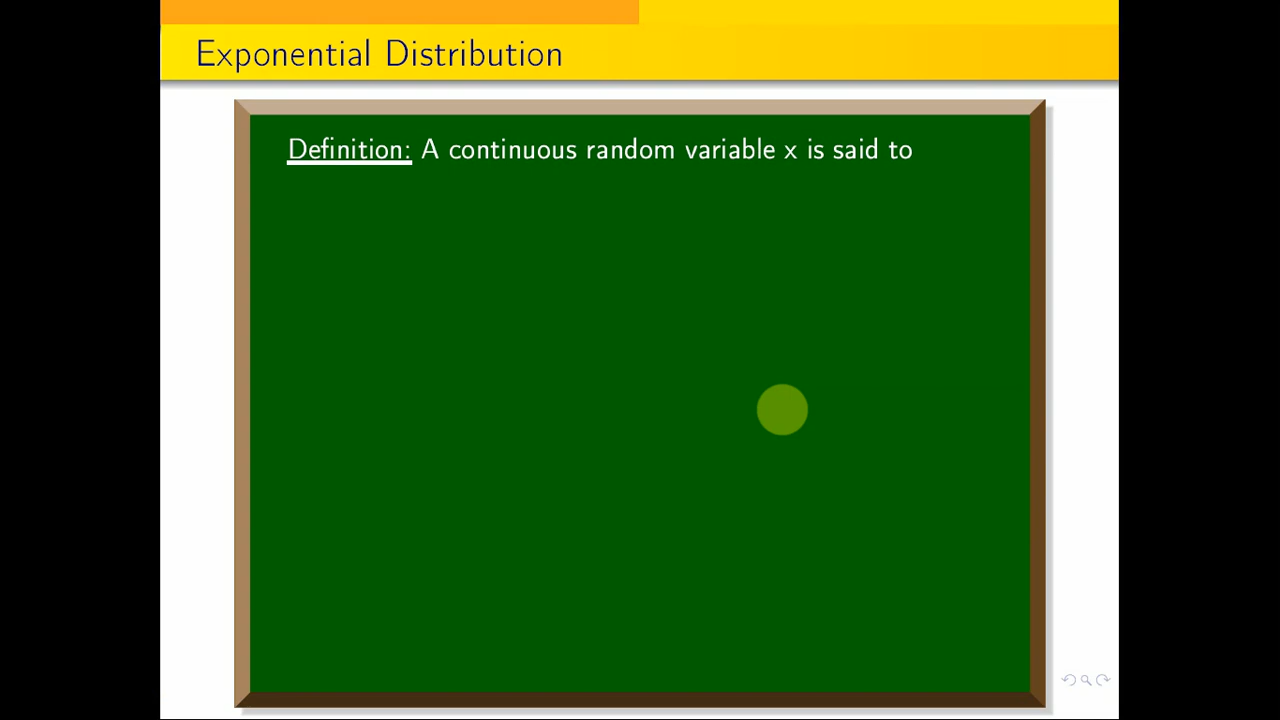 Exponential Distribution
Definition: A continuous random variable x is said to